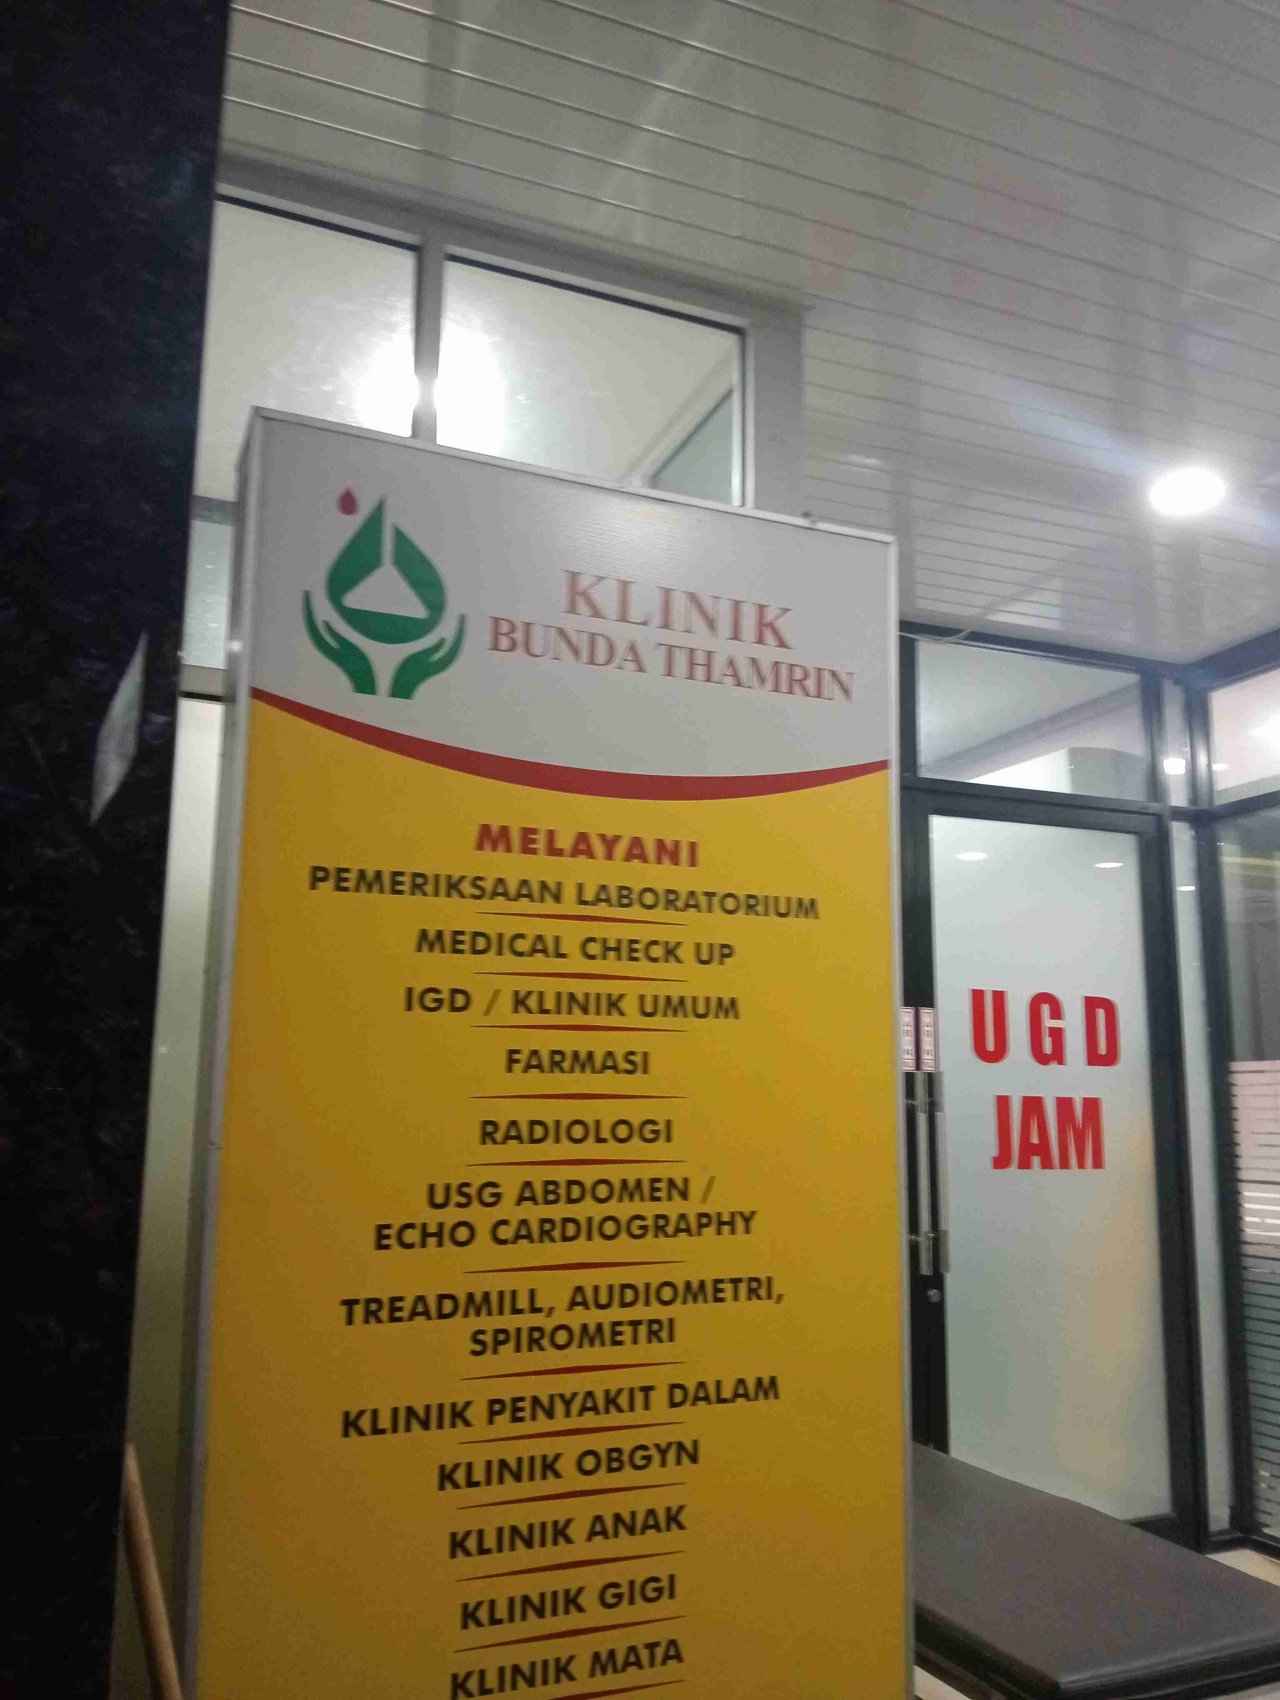 KLINIK
BUNDA THAMRIN
MELAYANI
PEMERIKSAAN LABORATORIUM
MEDICAL CHECK UP
IGD / KLINIK UMUM
FARMASI
RADIOLOGI
USG ABDOMEN /
ECHO CARDIOGRAPHY
TREADMILL, AUDIOMETRI,
SPIROMETRI
KLINIK PENYAKIT DALAM
KLINIK OBGYN
KLINIK ANAK
KLINIK GIGI
KLINIK MATA
UGD
JAM